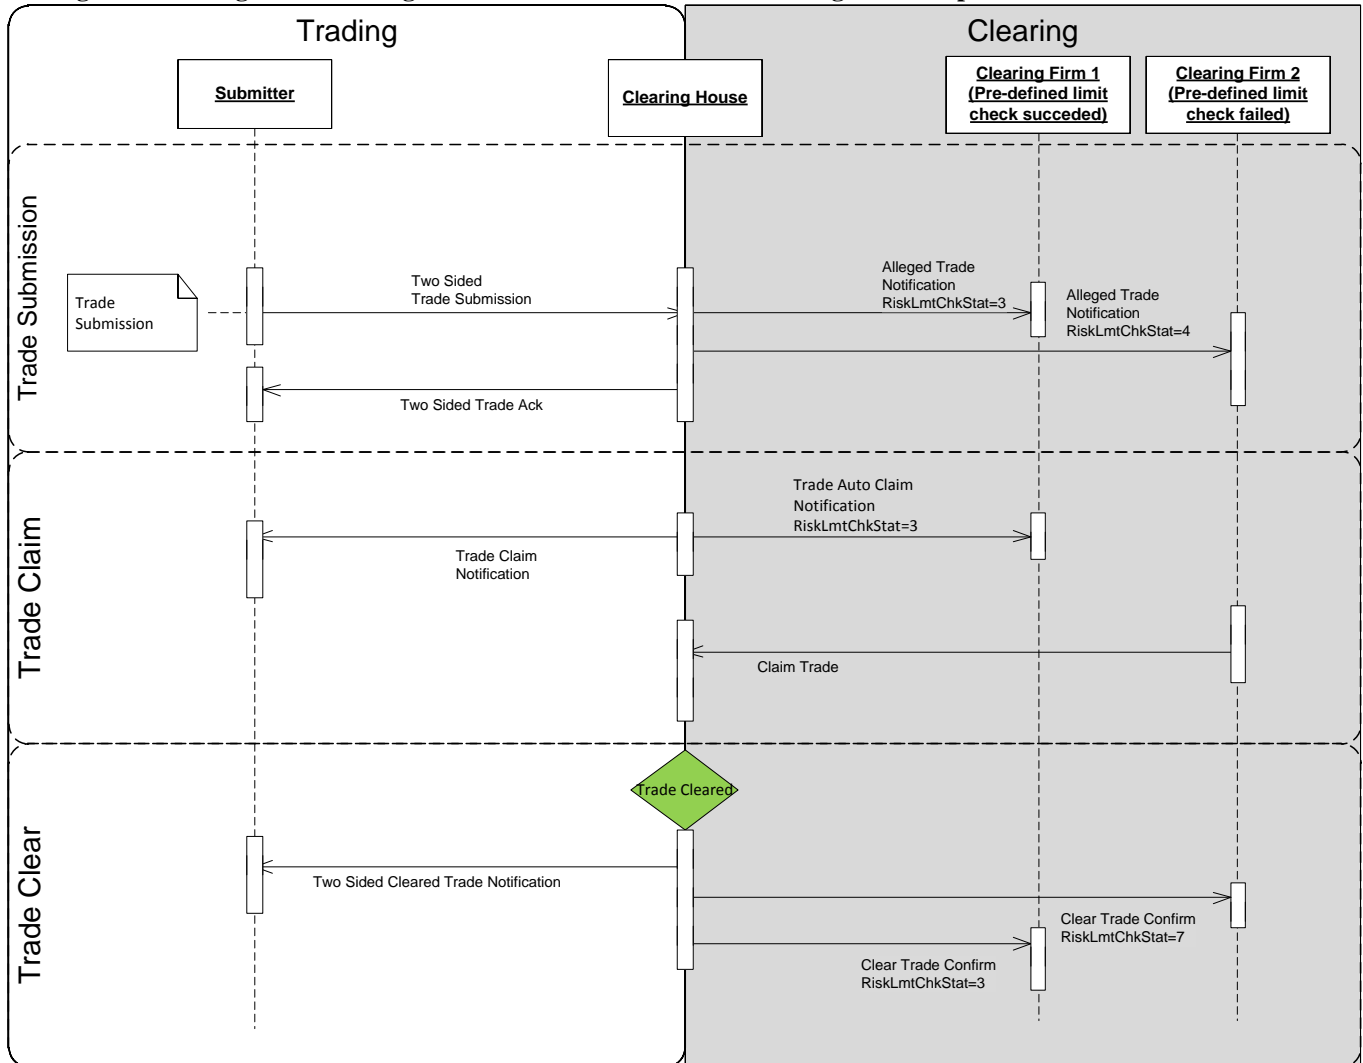 Trading
Clearing
Submitter
Clearing House
Clearing Firm 1
(Pre-defined limit
check succeded)
Clearing Firm 2
(Pre-defined limit
check failed)
Trade Submission
Trade
Submission
Two Sided
Trade Submission
Alleged Trade
Notification
RiskLmtChkStat=3
Alleged Trade
Notification
RiskLmtChkStat=4
Two Sided Trade Ack
Trade Claim
Trade Auto Claim
Notification
RiskLmtChkStat=3
Trade Claim
Notification
Claim Trade
Trade Clear
Trade Cleared
Two Sided Cleared Trade Notification
Clear Trade Confirm
RiskLmtChkStat=7
Clear Trade Confirm
RiskLmtChkStat=3